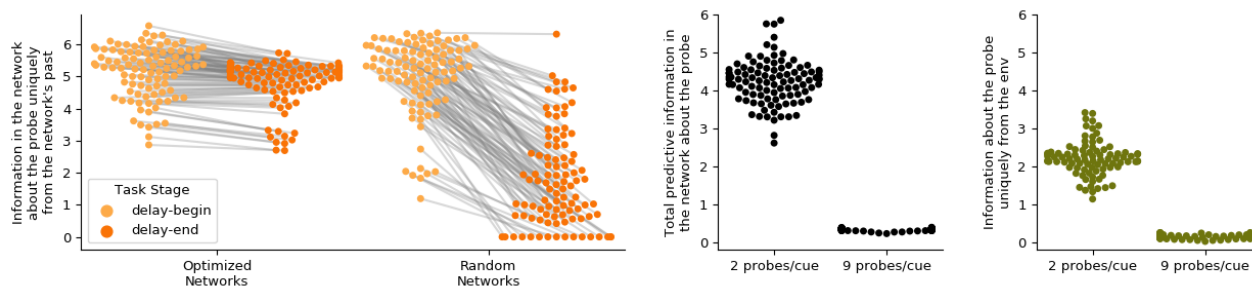 Information in the network
about the probe uniquely
from the network's past
6
5
4
3
2
1
0
Task Stage
delay-begin
delay-end
Optimized
Networks
Random
Networks
Total predictive information in
the network about the probe
6
5
4
3
2
1
0
2 probes/cue
9 probes/cue
Information about the probe
uniquely from the env
6
5
4
3
2
1
0
2 probes/cue
9 probes/cue